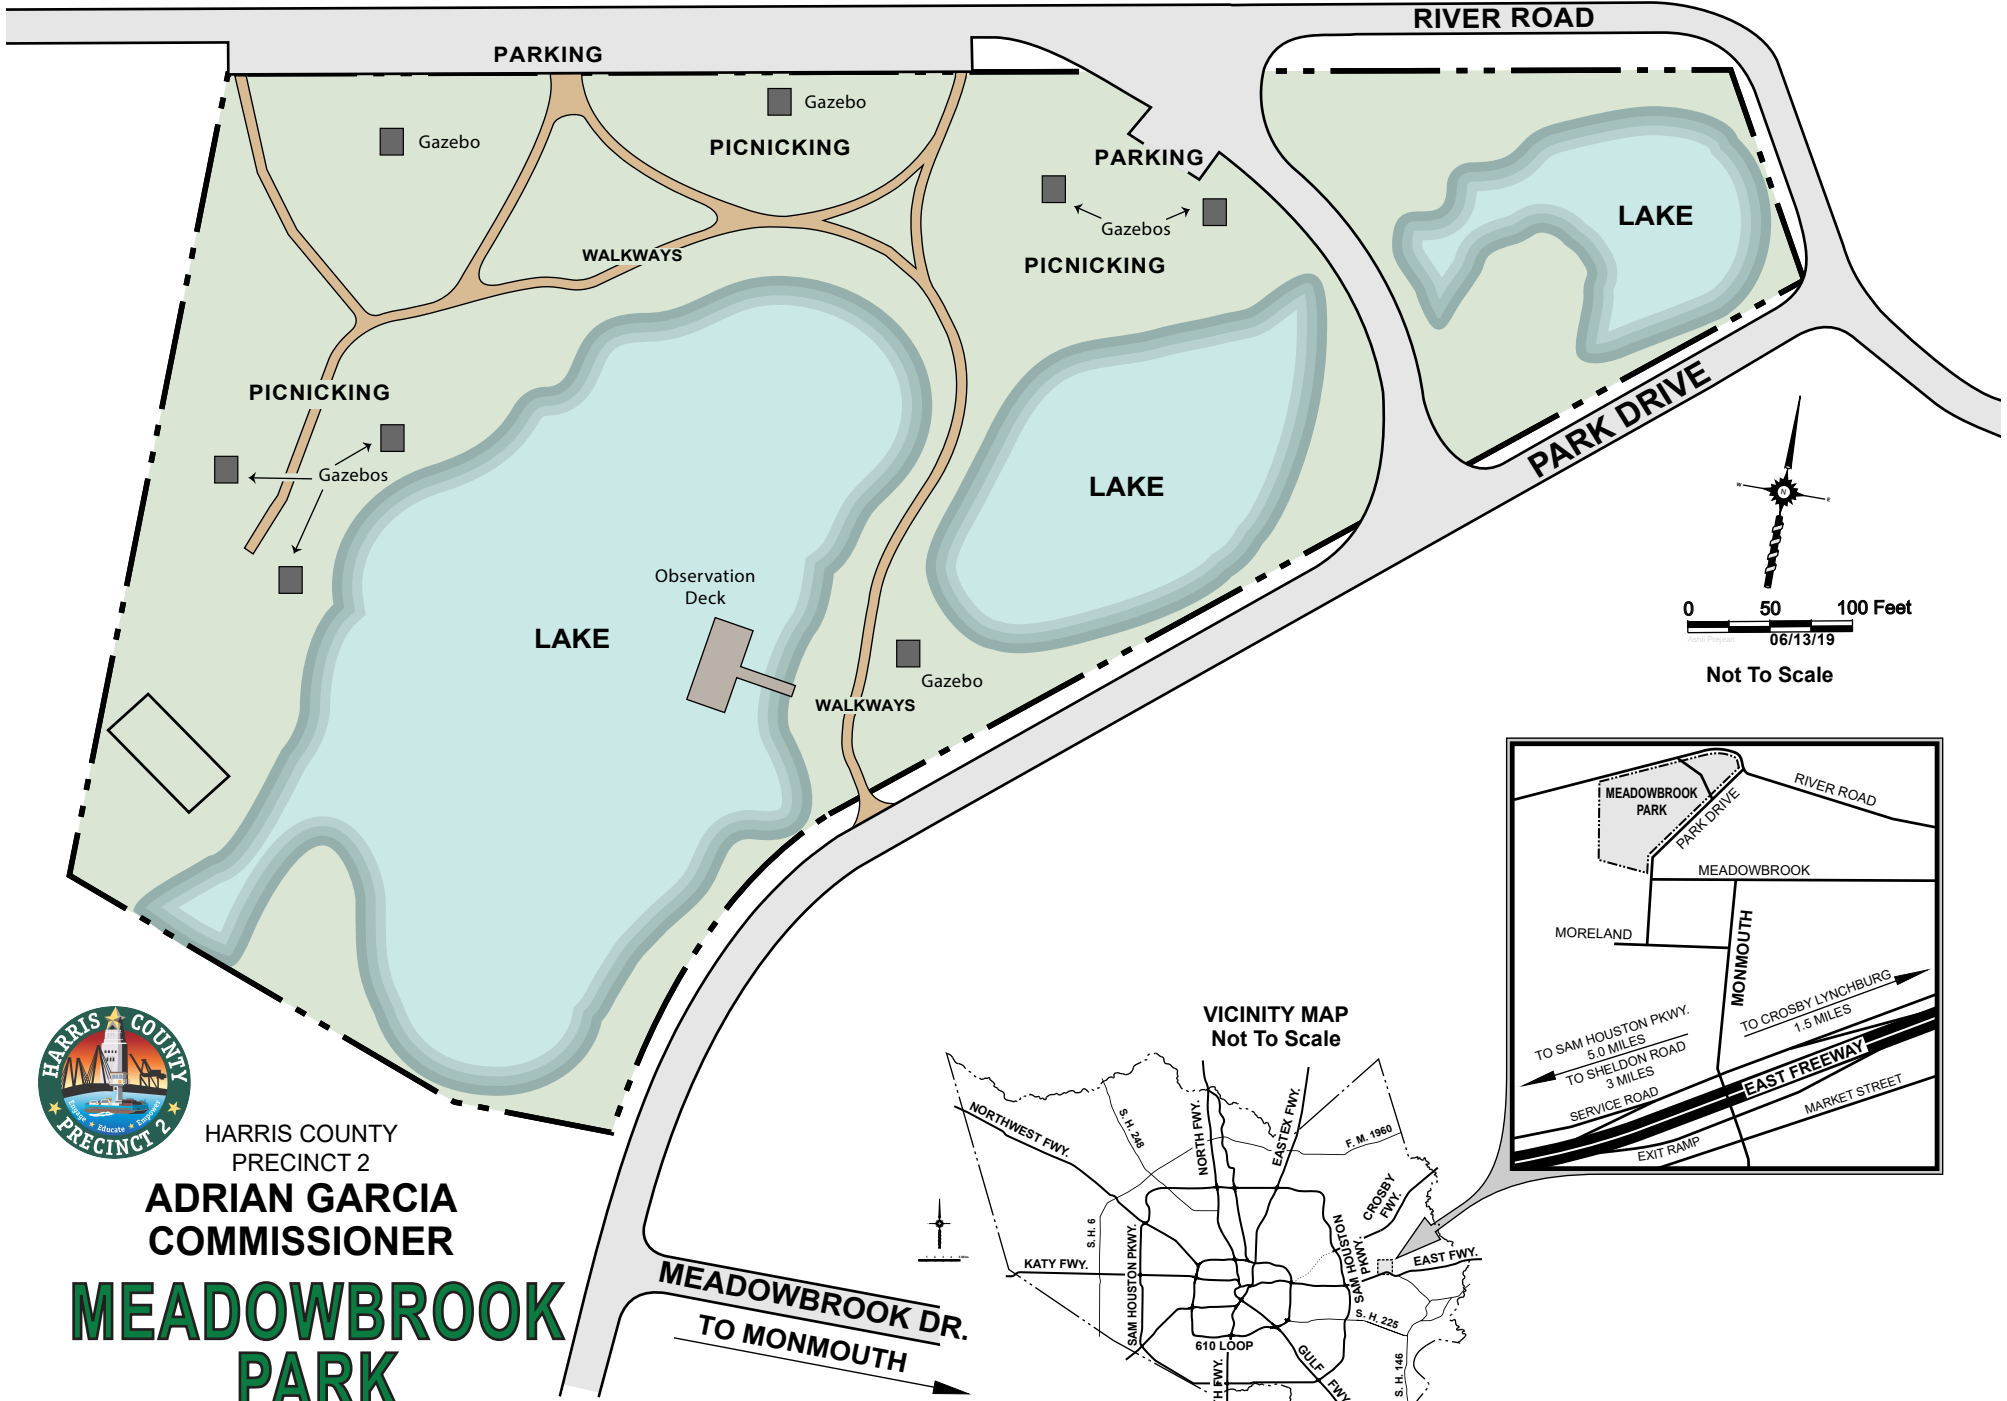 RIVER ROAD
PARKING
Gazebo
Gazebo
PICNICKING
PARKING
LAKE
Gazebos
WALKWAYS
PICNICKING
PICNICKING
PARK DRIVE
Gazebos
LAKE
W
N
E
Observation
Deck
0 50 100 Feet
06/13/19
LAKE
Not To Scale
Gazebo
WALKWAYS
MEADOWBROOK
PARK
RIVER ROAD
PARK DRIVE
MEADOWBROOK
MORELAND
MONMOUTH
TO CROSBY LYNCHBURG
1.5 MILES
TO SAM HOUSTON PKWY.
5.0 MILES
TO SHELDON ROAD
3 MILES
EAST FREEWAY
SERVICE ROAD
MARKET STREET
EXIT RAMP
VICINITY MAP
Not To Scale
NORTHWEST FWY.
S. H. 248
NORTH FWY.
EASTEX FWY.
F. M. 1960
CROSBY
FWY.
S. H. 6
SAM HOUSTON PKWY.
SAM HOUSTON
PKWY.
KATY FWY.
EAST FWY.
S. H. 225
610 LOOP
GULF FWY
H FWY.
S. H. 146
HARRIS COUNTY
PRECINCT 2
Engage ★ Educate ★ Empower
HARRIS COUNTY
PRECINCT 2
ADRIAN GARCIA
COMMISSIONER
MEADOWBROOK
PARK
MEADOWBROOK DR.
TO MONMOUTH